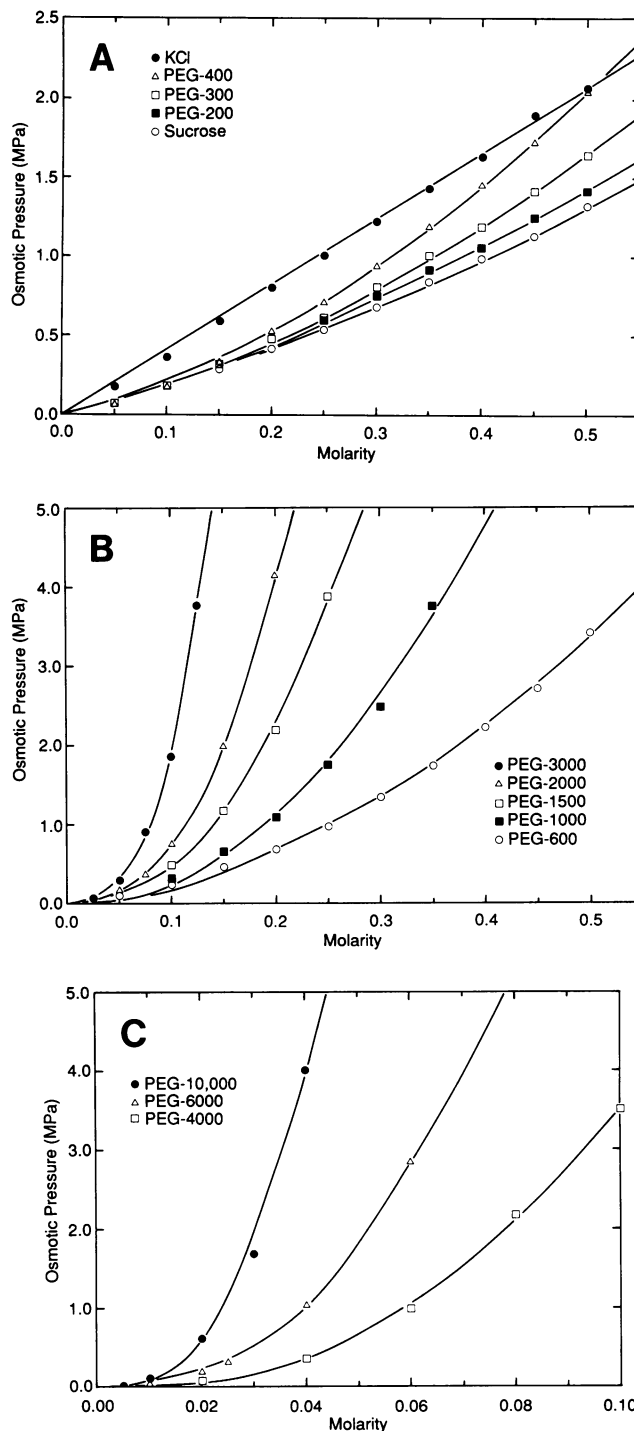 A
KCl
PEG-400
PEG-300
PEG-200
Sucrose
Osmotic Pressure (MPa)
2.5
2.0
1.5
1.0
0.5
0.0
0.0 0.1 0.2 0.3 0.4 0.5
Molarity
B
Osmotic Pressure (MPa)
5.0
4.0
3.0
2.0
1.0
0.0
PEG-3000
PEG-2000
PEG-1500
PEG-1000
PEG-600
0.0 0.1 0.2 0.3 0.4 0.5
Molarity
C
PEG-10,000
PEG-6000
PEG-4000
Osmotic Pressure (MPa)
5.0
4.0
3.0
2.0
1.0
0.0
0.00 0.02 0.04 0.06 0.08 0.10
Molarity